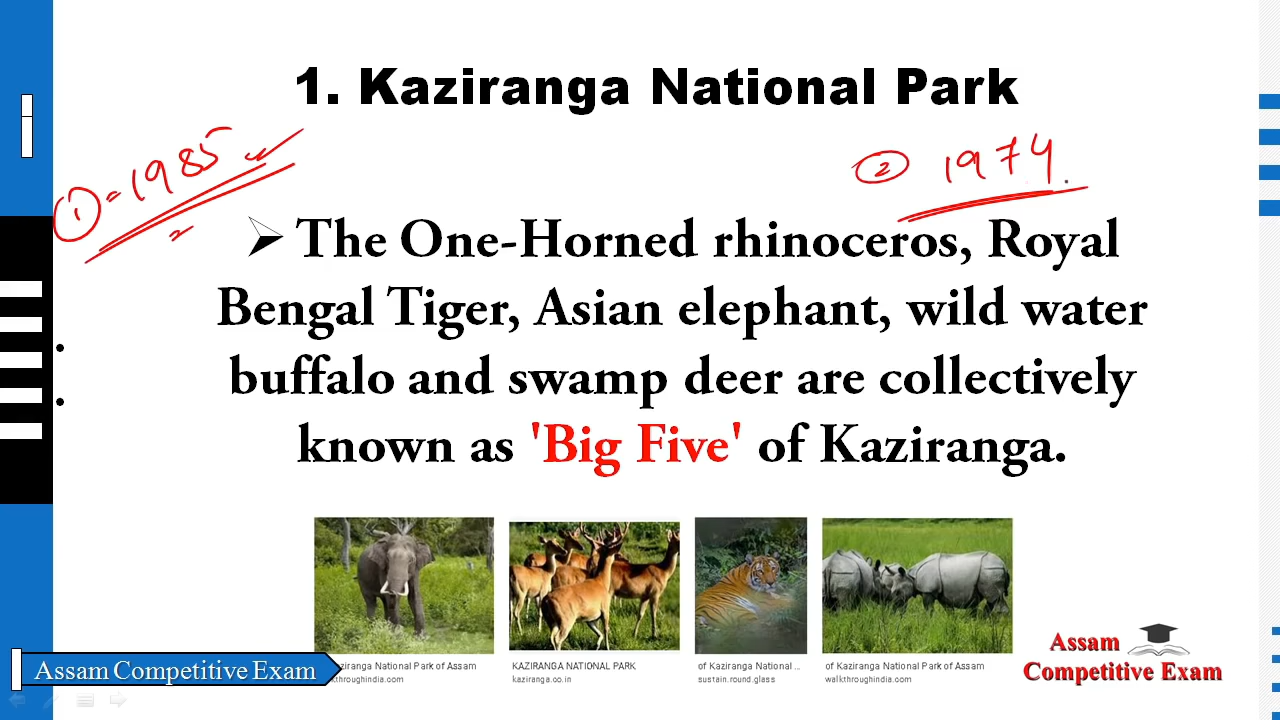 1. Kaziranga National Park
① = 1985
② 1974.
➢ The One-Horned rhinoceros, Royal
Bengal Tiger, Asian elephant, wild water
buffalo and swamp deer are collectively
known as 'Big Five' of Kaziranga.
ziranga National Park of Assam
kthroughindia.com
KAZIRANGA NATIONAL PARK
kaziranga.co.in
of Kaziranga National ...
sustain.round.glass
of Kaziranga National Park of Assam
walkthroughindia.com
Assam
Competitive Exam
Assam Competitive Exam